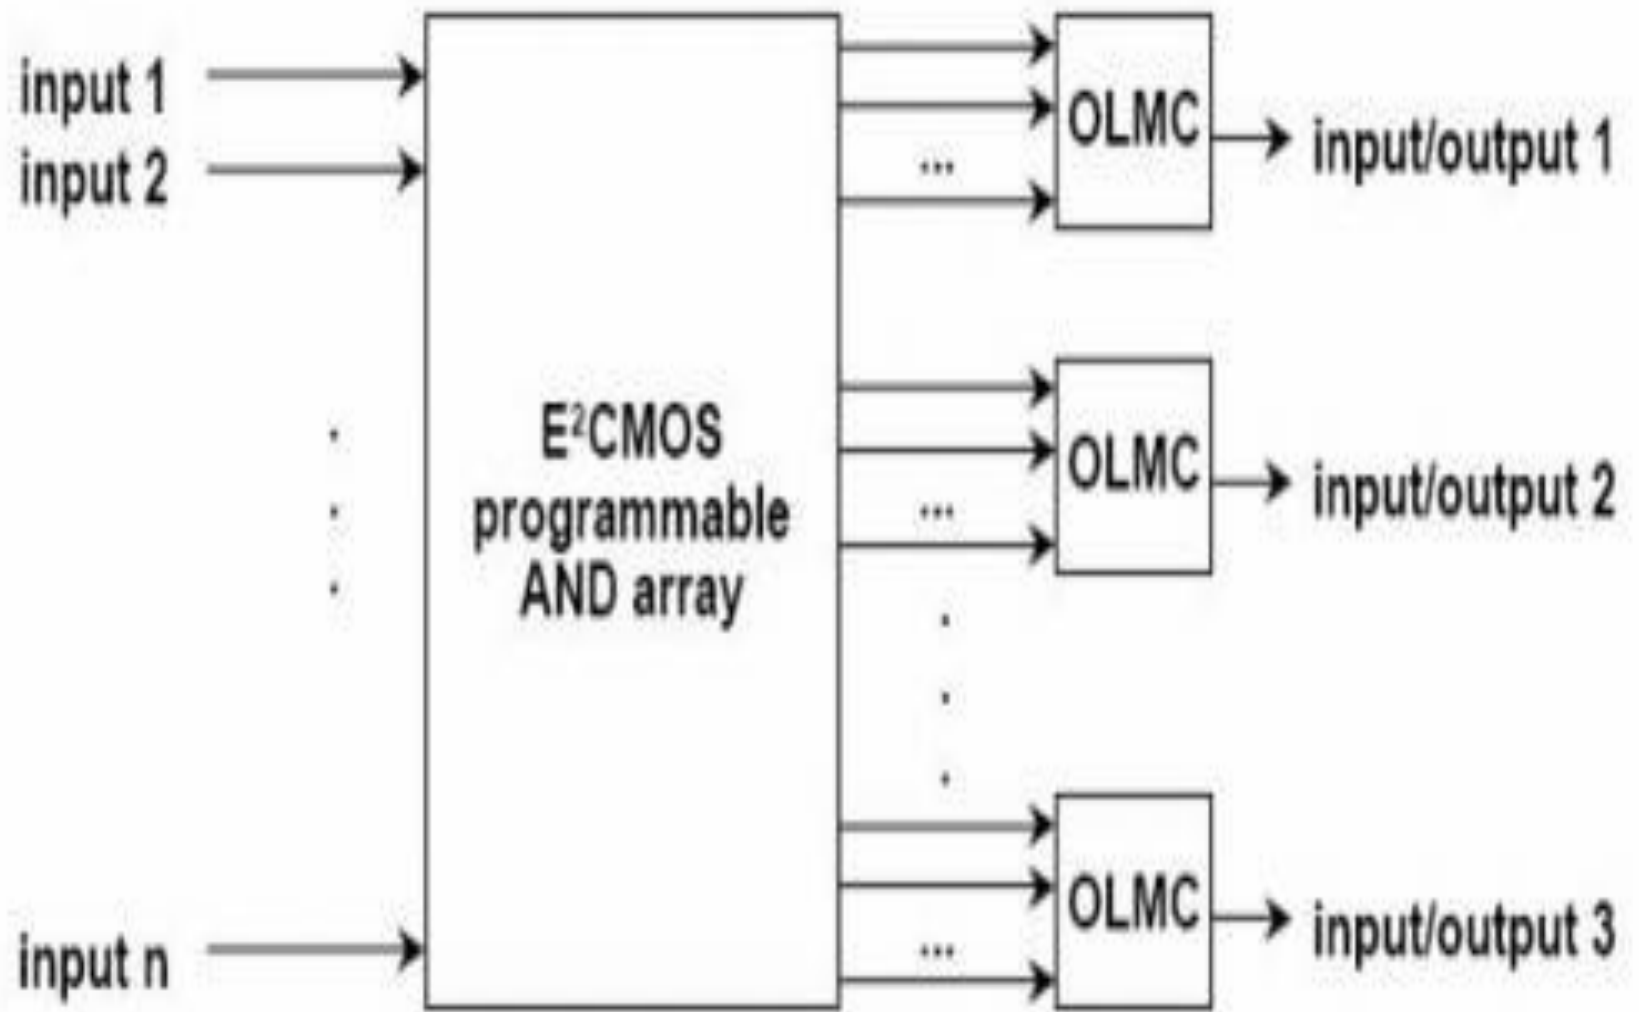 input 1
input 2
input n
E²CMOS
programmable
AND array
...
...
...
OLMC
OLMC
OLMC
input/output 1
input/output 2
input/output 3